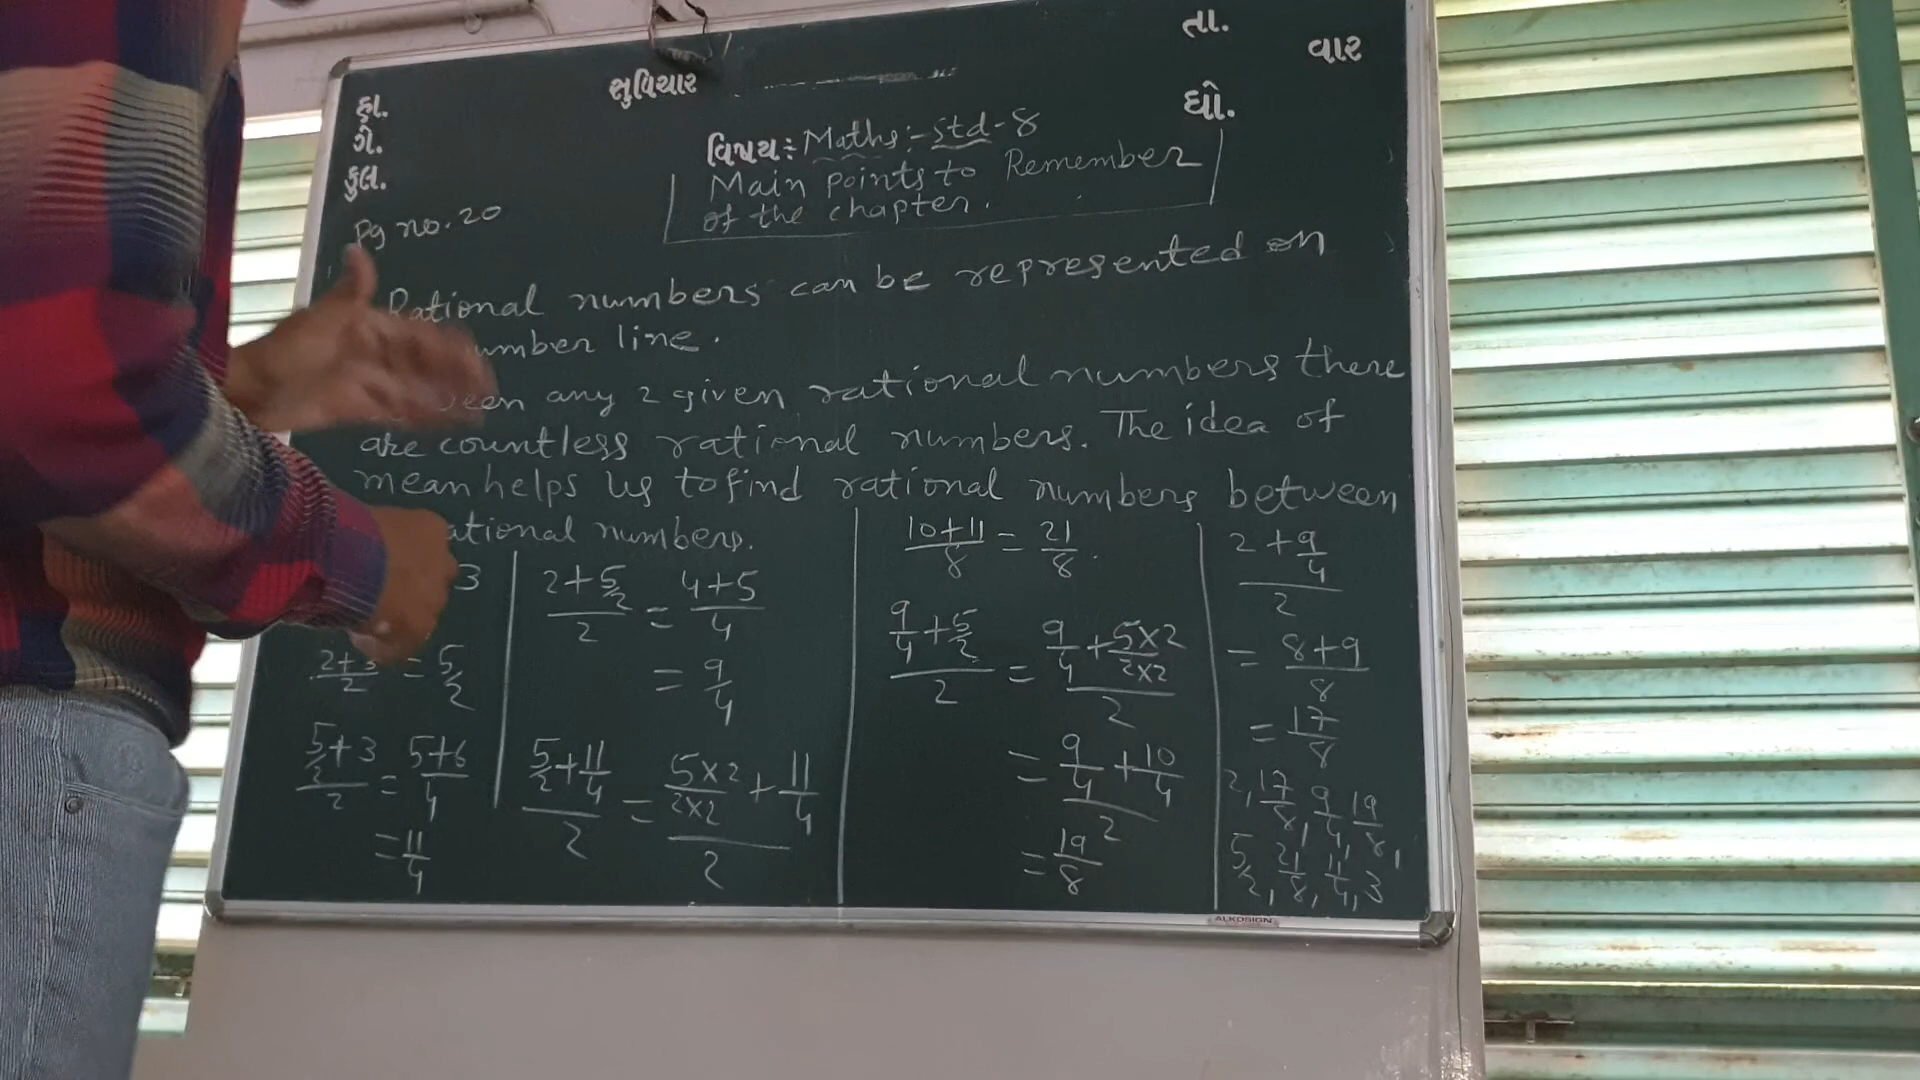 તા.
વાર
સુવિચાર
હા.
ગે.
કુલ.
ઘો.
વિષય:- Maths:- Std-8
Main points to Remember
of the chapter.
Pg no. 20
Rational numbers can be represented on
number line.
any 2 given rational numbers there
are countless rational numbers. The idea of
mean helps us to find rational numbers between
rational numbers.
3
(2+3)/2 = 5/2
(5/2+3)/2 = (5+6)/4
= 11/4
(2+5/2)/2 = (4+5)/4
= 9/4
(5/2+11/4)/2 = ((5×2)/(2×2) + 11/4)/2
(10+11)/8 = 21/8.
(9/4+5/2)/2 = (9/4+(5×2)/(2×2))/2
= (9/4+10/4)/2
= 19/8
(2+9/4)/2
= (8+9)/8
= 17/8
2, 17/8, 9/4, 19/8,
5/2, 21/8, 11/4, 3
ALKOSIGN